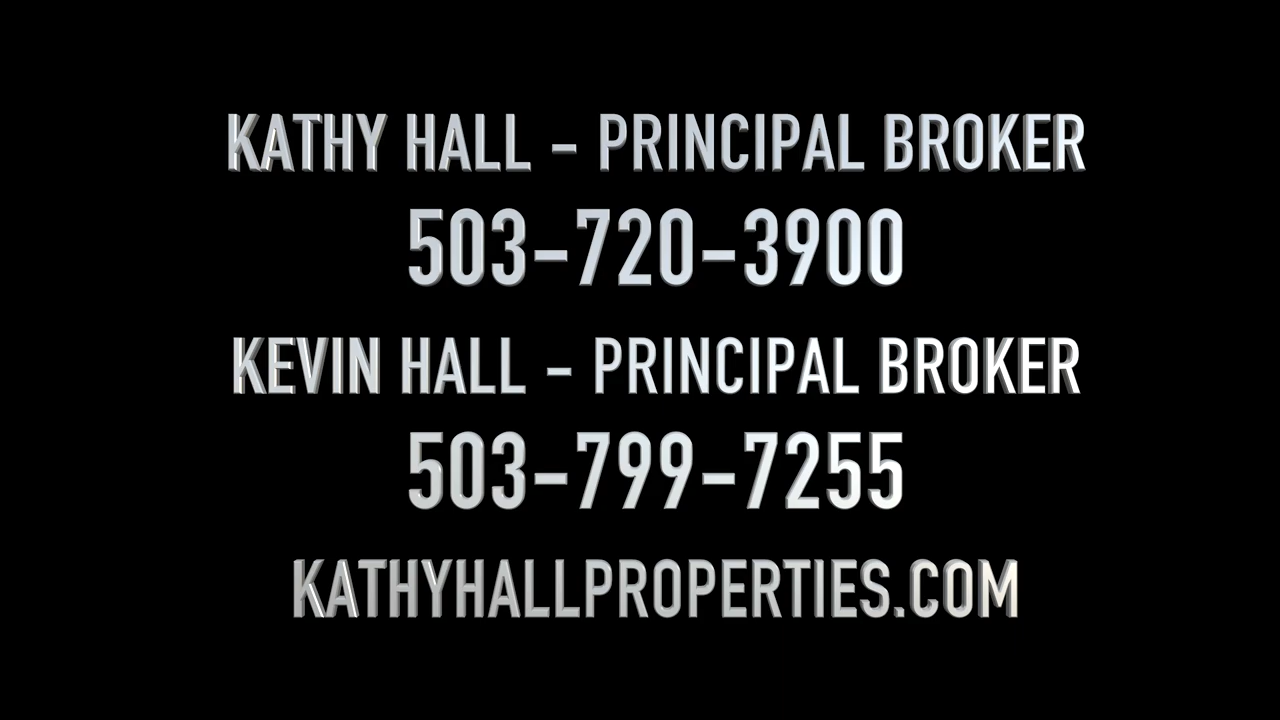 KATHY HALL - PRINCIPAL BROKER
503-720-3900
KEVIN HALL - PRINCIPAL BROKER
503-799-7255
KATHYHALLPROPERTIES.COM